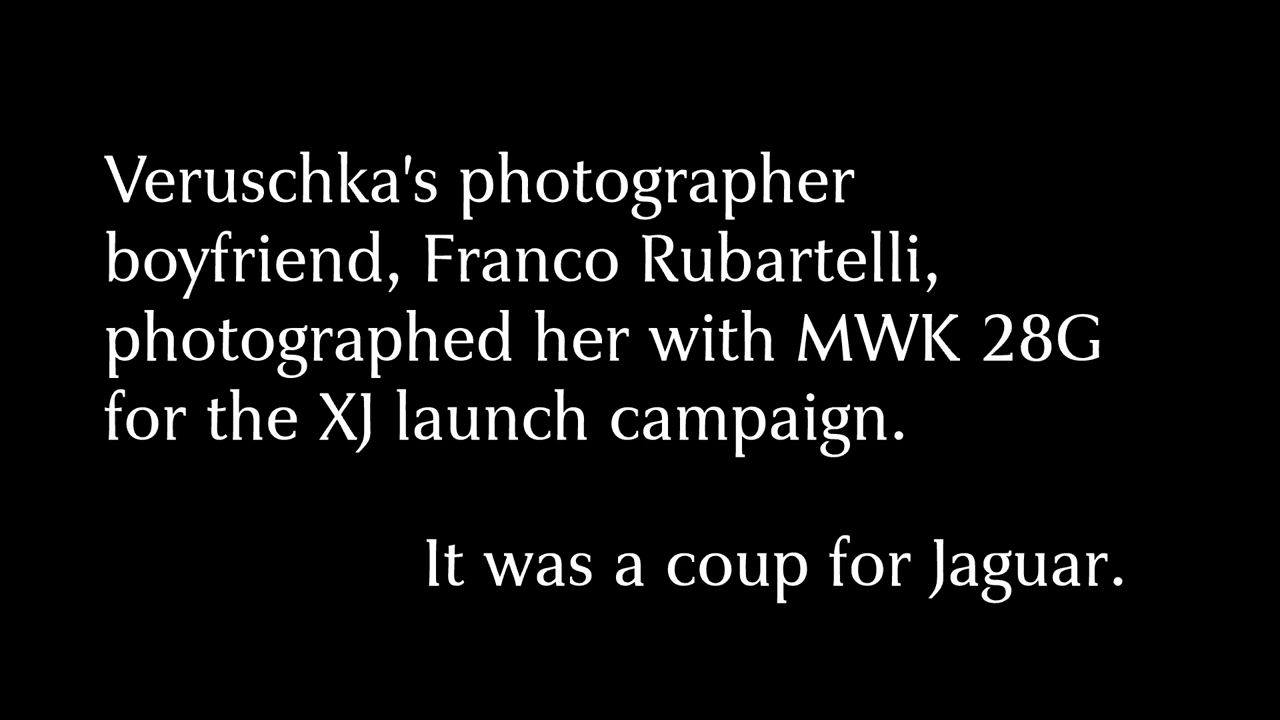 Veruschka's photographer
boyfriend, Franco Rubartelli,
photographed her with MWK 28G
for the XJ launch campaign.
It was a coup for Jaguar.